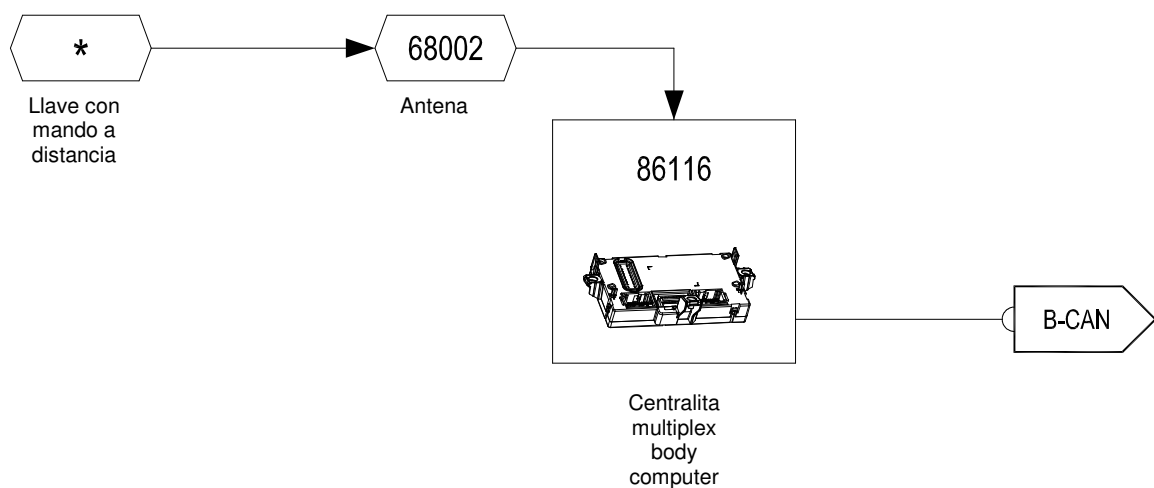 *
68002
Llave con
mando a
distancia
Antena
86116
B-CAN
Centralita
multiplex
body
computer